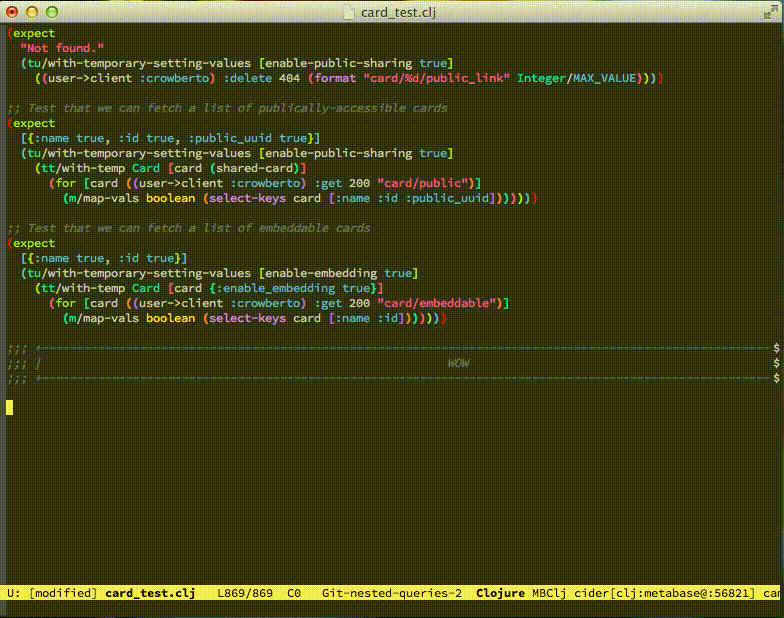 card_test.clj
(expect
  "Not found."
  (tu/with-temporary-setting-values [enable-public-sharing true]
    ((user->client :crowberto) :delete 404 (format "card/%d/public_link" Integer/MAX_VALUE))))

;; Test that we can fetch a list of publically-accessible cards
(expect
  [{:name true, :id true, :public_uuid true}]
  (tu/with-temporary-setting-values [enable-public-sharing true]
    (tt/with-temp Card [card (shared-card)]
      (for [card ((user->client :crowberto) :get 200 "card/public")]
        (m/map-vals boolean (select-keys card [:name :id :public_uuid]))))))

;; Test that we can fetch a list of embeddable cards
(expect
  [{:name true, :id true}]
  (tu/with-temporary-setting-values [enable-embedding true]
    (tt/with-temp Card [card {:enable_embedding true}]
      (for [card ((user->client :crowberto) :get 200 "card/embeddable")]
        (m/map-vals boolean (select-keys card [:name :id]))))))

;;; +------------------------------------------------------------------------------------------------------$
;;; |                                                         WOW                                          $
;;; +------------------------------------------------------------------------------------------------------$

U: [modified] card_test.clj   L869/869  C0   Git-nested-queries-2  Clojure MBClj cider[clj:metabase@:56821] car